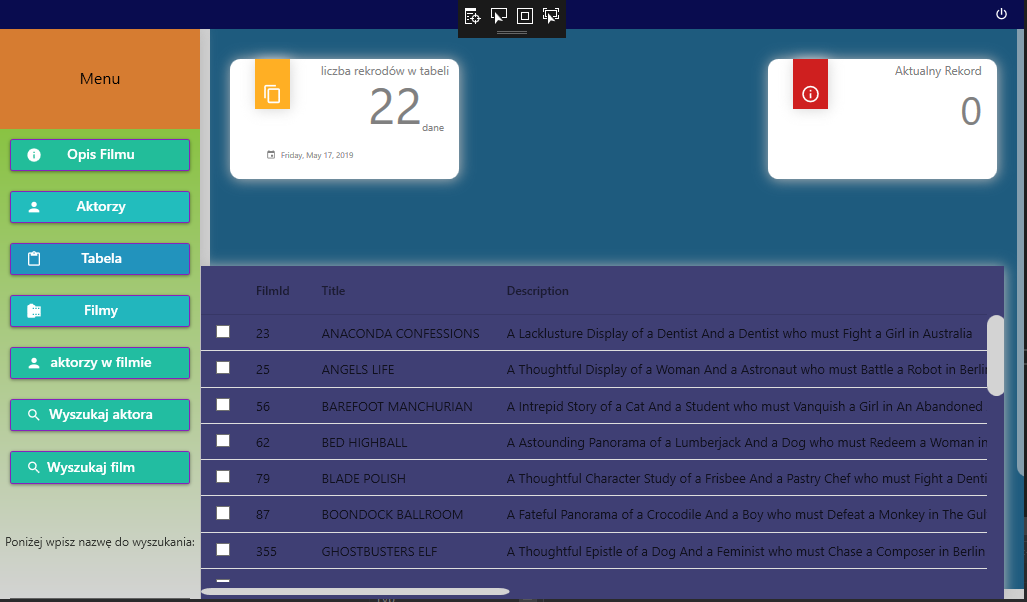 Menu
Opis Filmu
Aktorzy
Tabela
Filmy
aktorzy w filmie
Wyszukaj aktora
Wyszukaj film
Poniżej wpisz nazwę do wyszukania:
liczba rekrodów w tabeli
22
dane
Friday, May 17, 2019
Aktualny Rekord
0
FilmId Title Description
23 ANACONDA CONFESSIONS A Lacklusture Display of a Dentist And a Dentist who must Fight a Girl in Australia
25 ANGELS LIFE A Thoughtful Display of a Woman And a Astronaut who must Battle a Robot in Berlin
56 BAREFOOT MANCHURIAN A Intrepid Story of a Cat And a Student who must Vanquish a Girl in An Abandoned
62 BED HIGHBALL A Astounding Panorama of a Lumberjack And a Dog who must Redeem a Woman in
79 BLADE POLISH A Thoughtful Character Study of a Frisbee And a Pastry Chef who must Fight a Denti
87 BOONDOCK BALLROOM A Fateful Panorama of a Crocodile And a Boy who must Defeat a Monkey in The Gul
355 GHOSTBUSTERS ELF A Thoughtful Epistle of a Dog And a Feminist who must Chase a Composer in Berlin